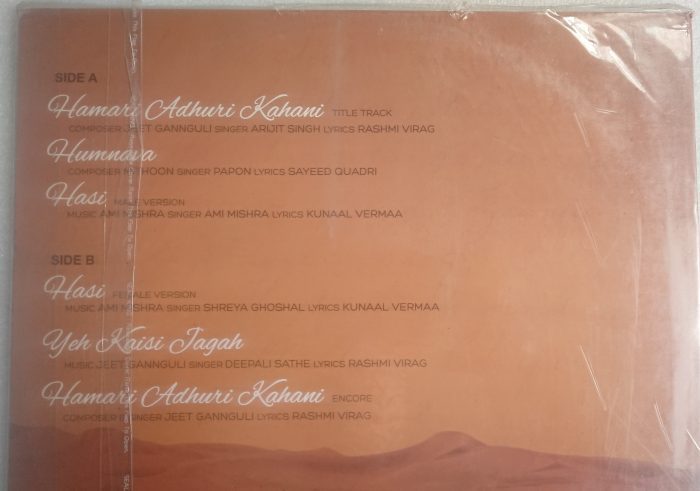 SIDE A
Hamari Adhuri Kahani TITLE TRACK
COMPOSER JEET GANNGULI SINGER ARIJIT SINGH LYRICS RASHMI VIRAG
Humnava
COMPOSER MITHOON SINGER PAPON LYRICS SAYEED QUADRI
Hasi MALE VERSION
MUSIC AMI MISHRA SINGER AMI MISHRA LYRICS KUNAAL VERMAA
SIDE B
Hasi FEMALE VERSION
MUSIC AMI MISHRA SINGER SHREYA GHOSHAL LYRICS KUNAAL VERMAA
Yeh Kaisi Jagah
MUSIC JEET GANNGULI SINGER DEEPALI SATHE LYRICS RASHMI VIRAG
Hamari Adhuri Kahani ENCORE
COMPOSER & SINGER JEET GANNGULI LYRICS RASHMI VIRAG